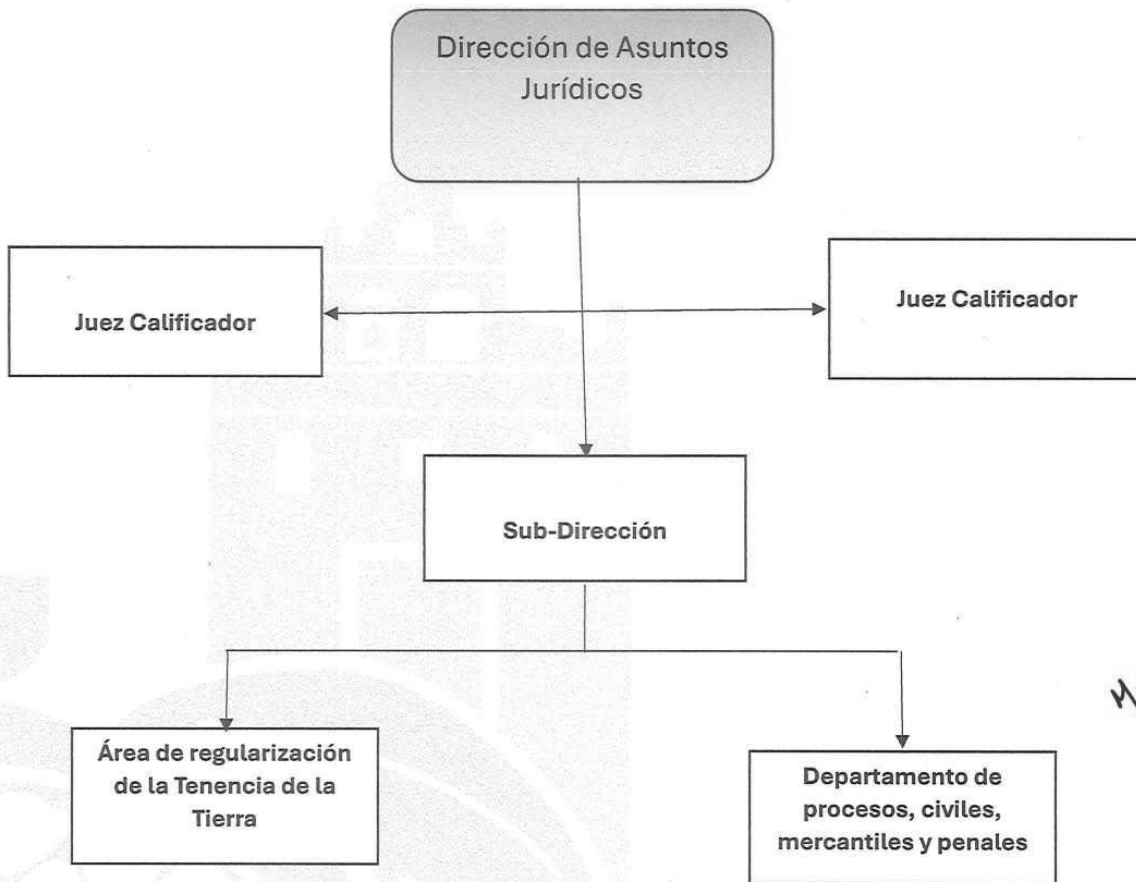 Dirección de Asuntos
Jurídicos
Juez Calificador
Juez Calificador
Sub-Dirección
Área de regularización
de la Tenencia de la
Tierra
Departamento de
procesos, civiles,
mercantiles y penales